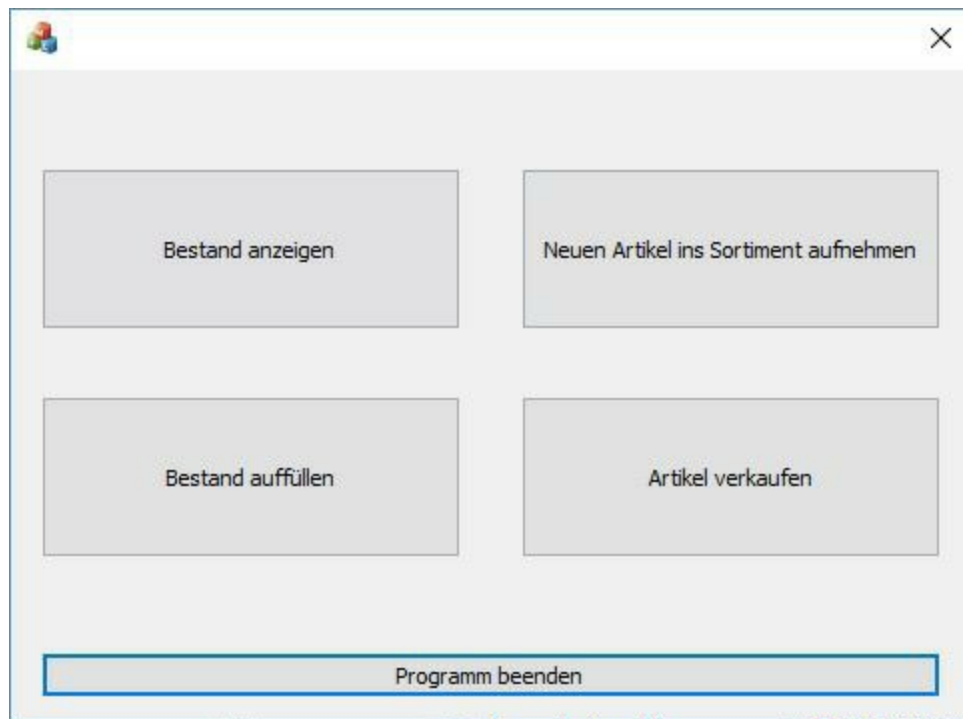 Bestand anzeigen
Neuen Artikel ins Sortiment aufnehmen
Bestand auffüllen
Artikel verkaufen
Programm beenden